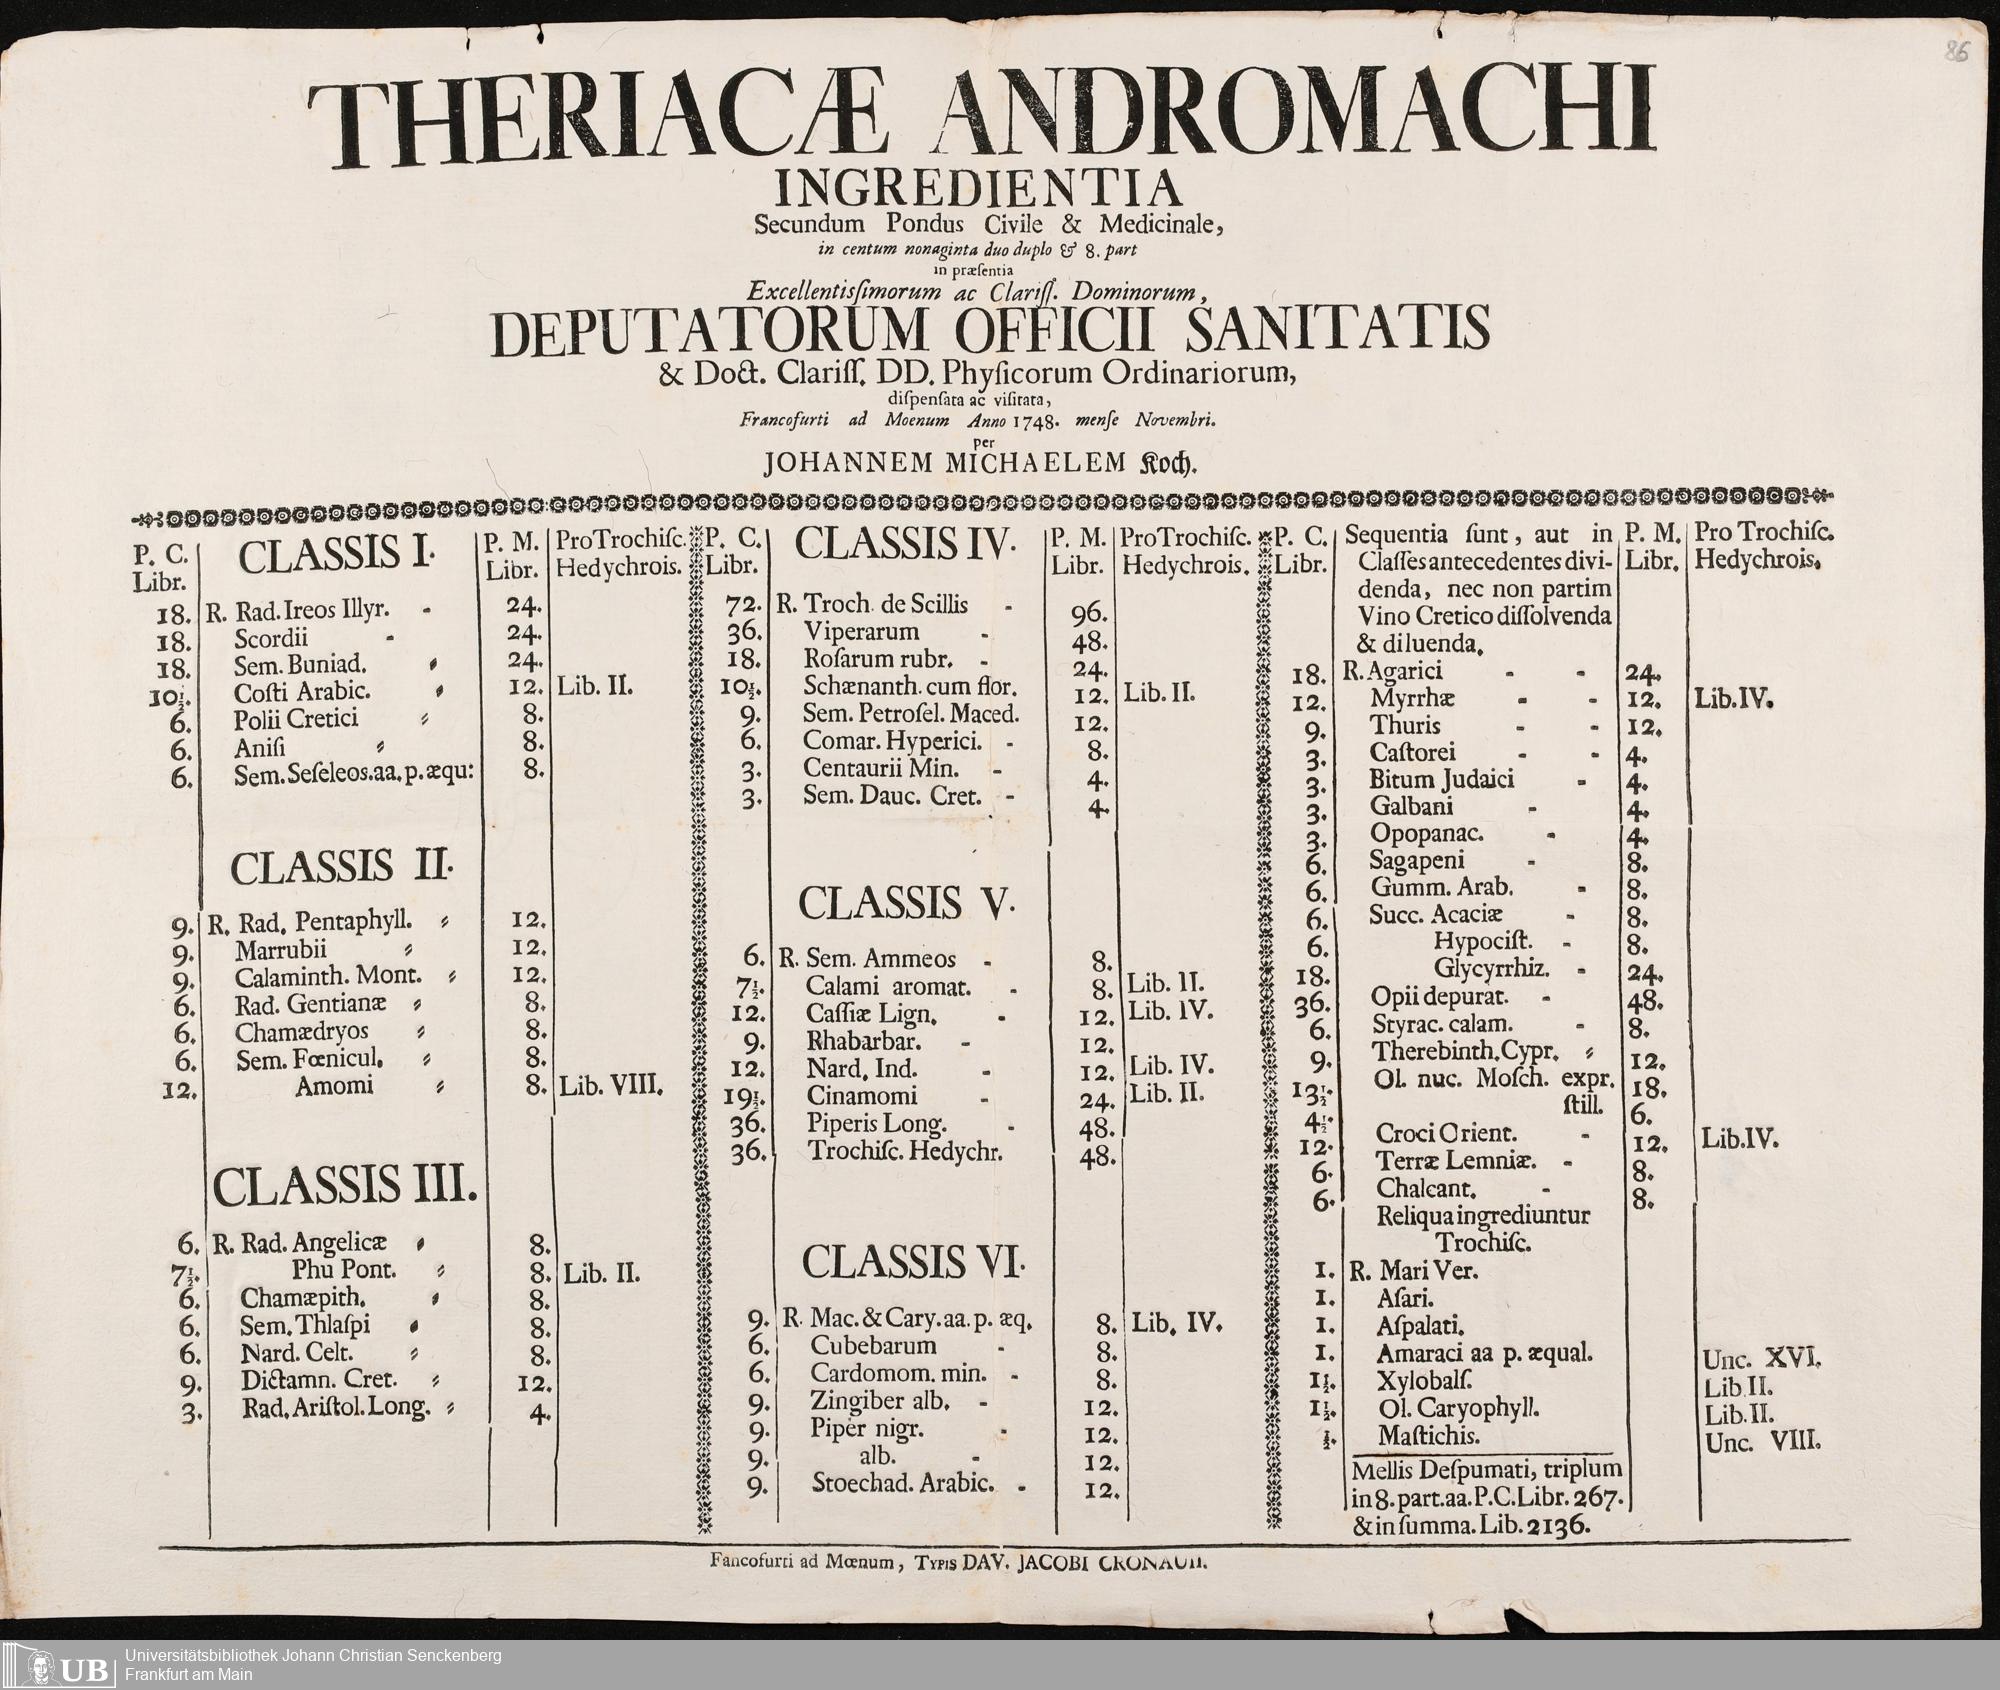 86
THERIACÆ ANDROMACHI
INGREDIENTIA
Secundum Pondus Civile & Medicinale,
in centum nonaginta duo duplo & 8. part
in præſentia
Excellentisſimorum ac Clariſſ. Dominorum,
DEPUTATORUM OFFICII SANITATIS
& Doct. Clariſſ. DD. Phyſicorum Ordinariorum,
diſpenſata ac viſitata,
Francofurti ad Moenum Anno 1748. menſe Novembri.
per
JOHANNEM MICHAELEM Koch.
P. C. Libr. CLASSIS I. P. M. Libr. Pro Trochiſc. Hedychrois.
18. R. Rad. Ireos Illyr. - 24.
18. Scordii - 24.
18. Sem. Buniad. 24.
10½. Coſti Arabic. 12. Lib. II.
6. Polii Cretici 8.
6. Aniſi 8.
6. Sem. Seſeleos. aa. p. æqu: 8.
CLASSIS II.
9. R. Rad. Pentaphyll. 12.
9. Marrubii 12.
9. Calaminth. Mont. 12.
6. Rad. Gentianæ 8.
6. Chamædryos 8.
6. Sem. Fœnicul. 8.
12. Amomi 8. Lib. VIII.
CLASSIS III.
6. R. Rad. Angelicæ 8.
7½. Phu Pont. 8. Lib. II.
6. Chamæpith. 8.
6. Sem. Thlaſpi 8.
6. Nard. Celt. 8.
9. Dictamn. Cret. 12.
3. Rad. Ariſtol. Long. 4.
P. C. Libr. CLASSIS IV. P. M. Libr. Pro Trochiſc. Hedychrois.
72. R. Troch. de Scillis - 96.
36. Viperarum - 48.
18. Roſarum rubr. - 24.
10½. Schænanth. cum flor. 12. Lib. II.
9. Sem. Petroſel. Maced. 12.
6. Comar. Hyperici. - 8.
3. Centaurii Min. - 4.
3. Sem. Dauc. Cret. - 4.
CLASSIS V.
6. R. Sem. Ammeos - 8.
7½. Calami aromat. - 8. Lib. II.
12. Caſſiæ Lign. - 12. Lib. IV.
9. Rhabarbar. - 12.
12. Nard. Ind. - 12. Lib. IV.
19½. Cinamomi - 24. Lib. II.
36. Piperis Long. - 48.
36. Trochiſc. Hedychr. 48.
CLASSIS VI.
9. R. Mac. & Cary. aa. p. æq. 8. Lib. IV.
6. Cubebarum - 8.
6. Cardomom. min. - 8.
9. Zingiber alb. - 12.
9. Piper nigr. - 12.
9. alb. - 12.
9. Stoechad. Arabic. - 12.
P. C. Libr. Sequentia ſunt, aut in P. M. Libr. Pro Trochiſc. Hedychrois.
Claſſes antecedentes divi-
denda, nec non partim
Vino Cretico diſſolvenda
& diluenda.
18. R. Agarici - - 24.
12. Myrrhæ - - 12. Lib. IV.
9. Thuris - - 12.
3. Caſtorei - - 4.
3. Bitum Judaici - 4.
3. Galbani - 4.
3. Opopanac. - 4.
6. Sagapeni - 8.
6. Gumm. Arab. - 8.
6. Succ. Acaciæ - 8.
6. Hypociſt. - 8.
18. Glycyrrhiz. - 24.
36. Opii depurat. - 48.
6. Styrac. calam. - 8.
9. Therebinth. Cypr. 12.
13½. Ol. nuc. Moſch. expr. 18.
4½. ſtill. 6.
12. Croci Orient. - 12. Lib. IV.
6. Terræ Lemniæ. - 8.
6. Chalcant. - 8.
Reliqua ingrediuntur
Trochiſc.
1. R. Mari Ver.
1. Aſari.
1. Aſpalati.
1. Amaraci aa p. æqual. Unc. XVI.
1½. Xylobalſ. Lib. II.
1½. Ol. Caryophyll. Lib. II.
½. Maſtichis. Unc. VIII.
Mellis Deſpumati, triplum
in 8. part. aa. P. C. Libr. 267.
& in ſumma. Lib. 2136.
Fancofurti ad Mœnum, Typis DAV. JACOBI CRONAUII.
UB
Universitätsbibliothek Johann Christian Senckenberg
Frankfurt am Main